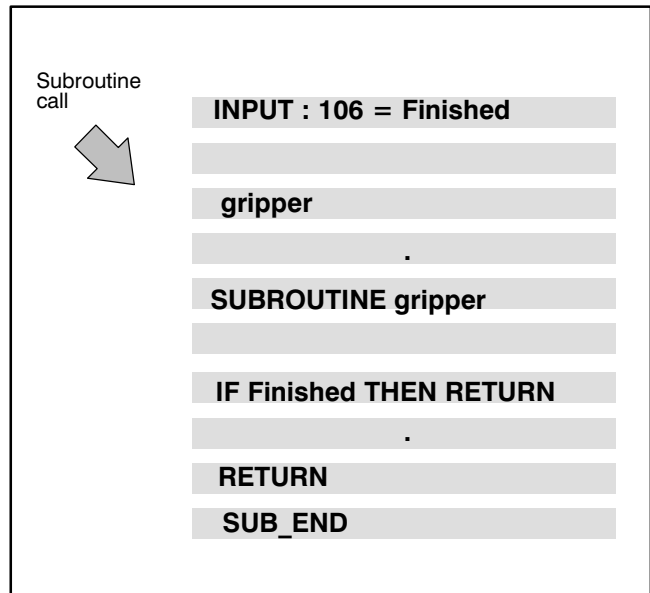 Subroutine
call
INPUT : 106 = Finished
gripper
.
SUBROUTINE gripper
IF Finished THEN RETURN
.
RETURN
SUB_END